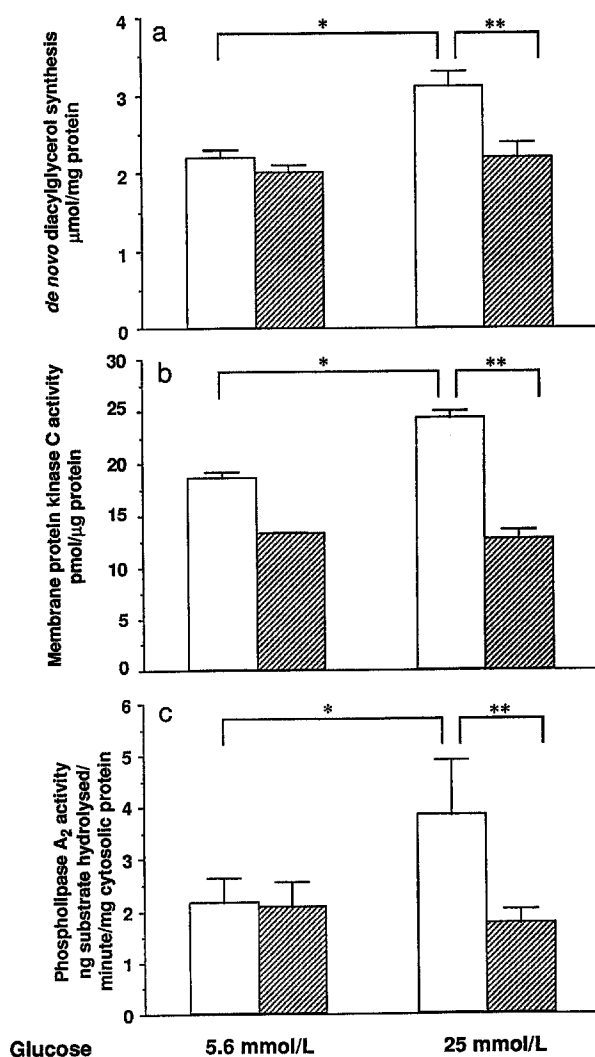 a
*
**
de novo diacylglycerol synthesis
μmol/mg protein
4
3
2
1
0
b
*
**
Membrane protein kinase C activity
pmol/μg protein
30
25
20
15
10
5
0
c
*
**
Phospholipase A₂ activity
ng substrate hydrolysed/
minute/mg cytosolic protein
6
5
4
3
2
1
0
Glucose 5.6 mmol/L 25 mmol/L